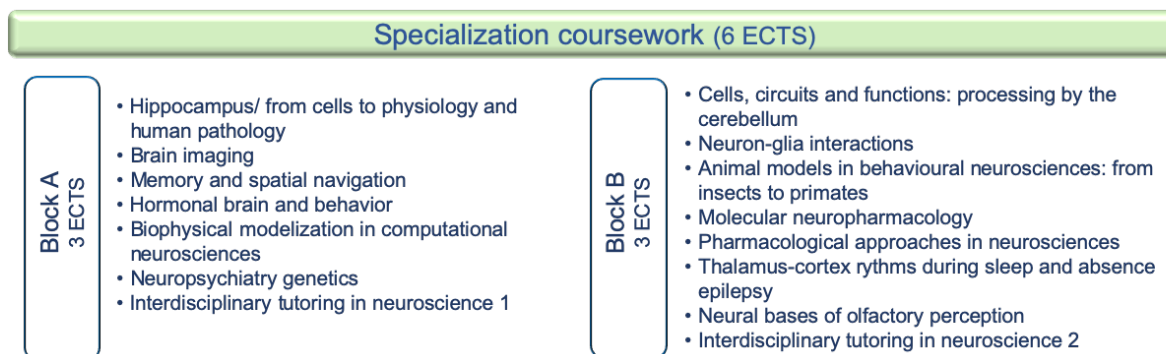 Specialization coursework (6 ECTS)
Block A
3 ECTS
• Hippocampus/ from cells to physiology and
human pathology
• Brain imaging
• Memory and spatial navigation
• Hormonal brain and behavior
• Biophysical modelization in computational
neurosciences
• Neuropsychiatry genetics
• Interdisciplinary tutoring in neuroscience 1
Block B
3 ECTS
• Cells, circuits and functions: processing by the
cerebellum
• Neuron-glia interactions
• Animal models in behavioural neurosciences: from
insects to primates
• Molecular neuropharmacology
• Pharmacological approaches in neurosciences
• Thalamus-cortex rythms during sleep and absence
epilepsy
• Neural bases of olfactory perception
• Interdisciplinary tutoring in neuroscience 2